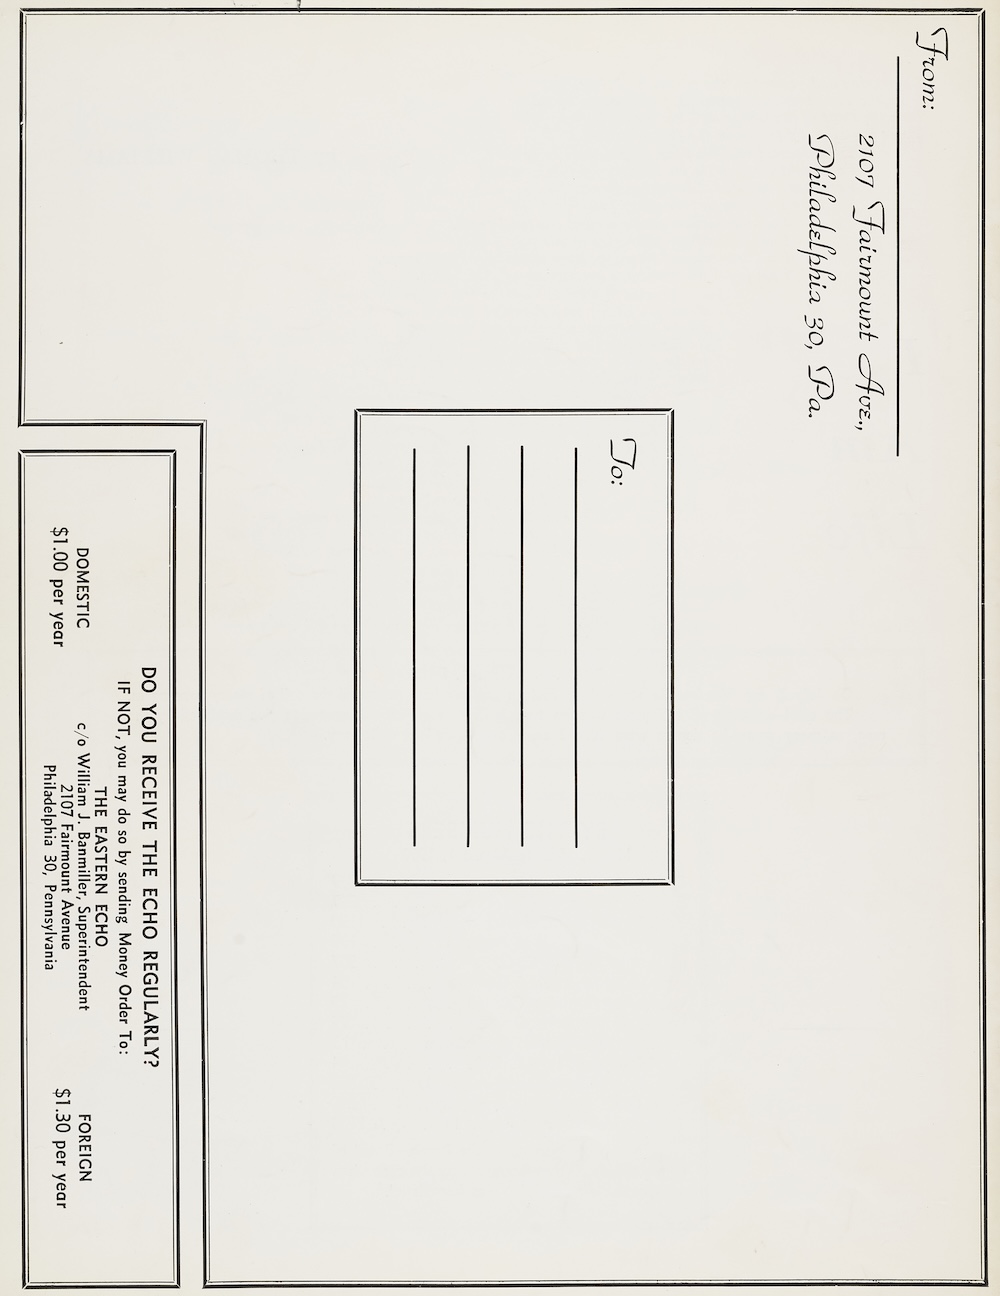 From:
2107 Fairmount Ave.,
Philadelphia 30, Pa.
To:
DO YOU RECEIVE THE ECHO REGULARLY?
IF NOT, you may do so by sending Money Order To:
THE EASTERN ECHO
DOMESTIC c/o William J. Banmiller, Superintendent FOREIGN
$1.00 per year 2107 Fairmount Avenue $1.30 per year
Philadelphia 30, Pennsylvania